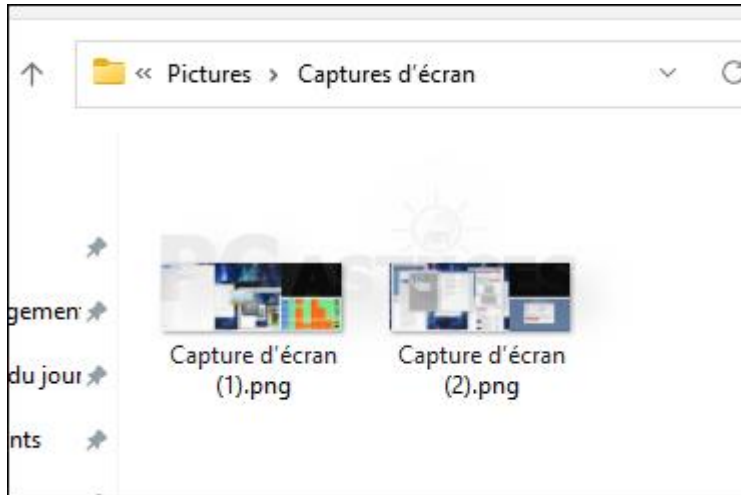 « Pictures > Captures d'écran
Capture d'écran
(1).png
Capture d'écran
(2).png
gemen
du jour
nts